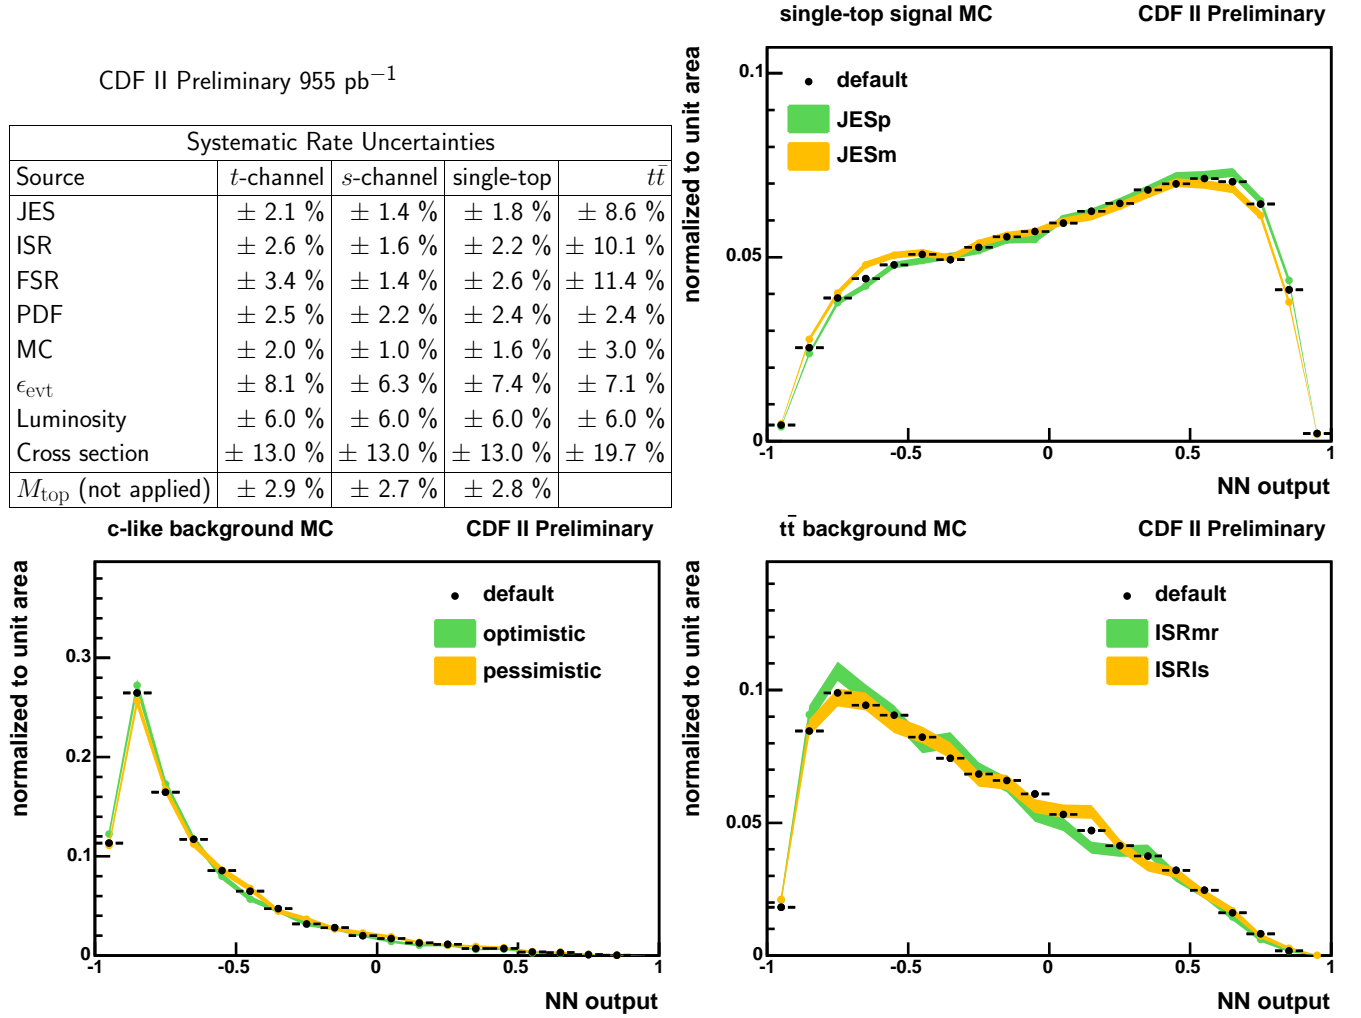 CDF II Preliminary 955 pb−1
Systematic Rate Uncertainties
Source t-channel s-channel single-top tt̄
JES ± 2.1 % ± 1.4 % ± 1.8 % ± 8.6 %
ISR ± 2.6 % ± 1.6 % ± 2.2 % ± 10.1 %
FSR ± 3.4 % ± 1.4 % ± 2.6 % ± 11.4 %
PDF ± 2.5 % ± 2.2 % ± 2.4 % ± 2.4 %
MC ± 2.0 % ± 1.0 % ± 1.6 % ± 3.0 %
ϵevt ± 8.1 % ± 6.3 % ± 7.4 % ± 7.1 %
Luminosity ± 6.0 % ± 6.0 % ± 6.0 % ± 6.0 %
Cross section ± 13.0 % ± 13.0 % ± 13.0 % ± 19.7 %
Mtop (not applied) ± 2.9 % ± 2.7 % ± 2.8 %
single-top signal MC CDF II Preliminary
normalized to unit area
0.1
0.05
0
default
JESp
JESm
-1 -0.5 0 0.5 1
NN output
c-like background MC CDF II Preliminary
normalized to unit area
0.3
0.2
0.1
0
default
optimistic
pessimistic
-1 -0.5 0 0.5 1
NN output
tt̄ background MC CDF II Preliminary
normalized to unit area
0.1
0.05
0
default
ISRmr
ISRls
-1 -0.5 0 0.5 1
NN output